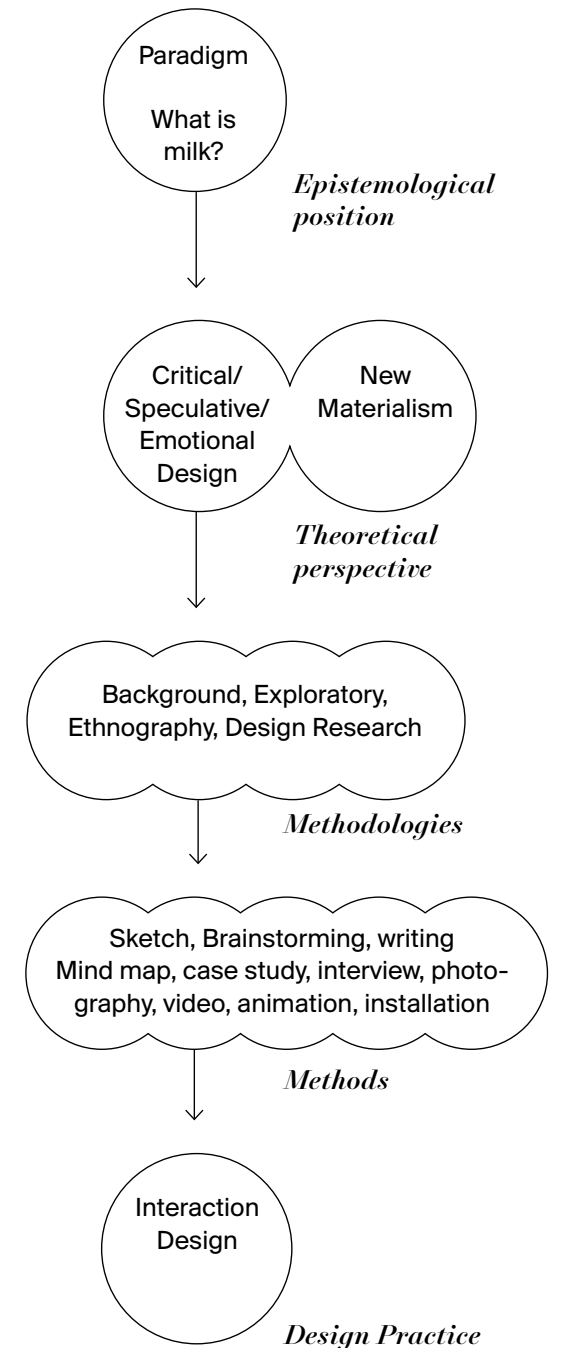 Paradigm
What is
milk?
Epistemological
position
Critical/
Speculative/
Emotional
Design
New
Materialism
Theoretical
perspective
Background, Exploratory,
Ethnography, Design Research
Methodologies
Sketch, Brainstorming, writing
Mind map, case study, interview, photo-
graphy, video, animation, installation
Methods
Interaction
Design
Design Practice